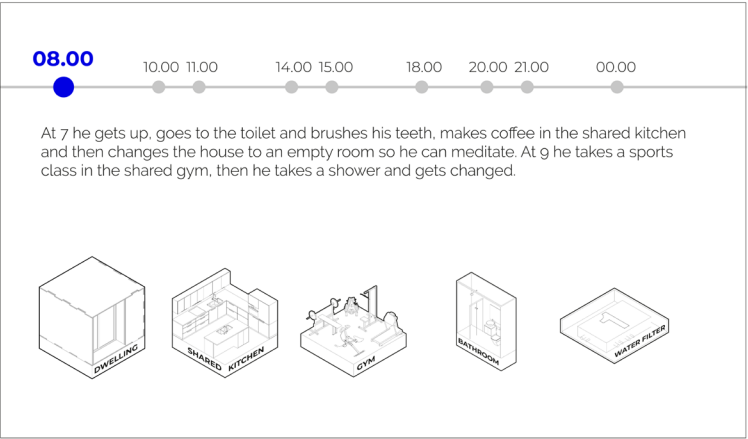 08.00
10.00 11.00 14.00 15.00 18.00 20.00 21.00 00.00
At 7 he gets up, goes to the toilet and brushes his teeth, makes coffee in the shared kitchen
and then changes the house to an empty room so he can meditate. At 9 he takes a sports
class in the shared gym, then he takes a shower and gets changed.
DWELLING
SHARED KITCHEN
GYM
BATHROOM
WATER FILTER